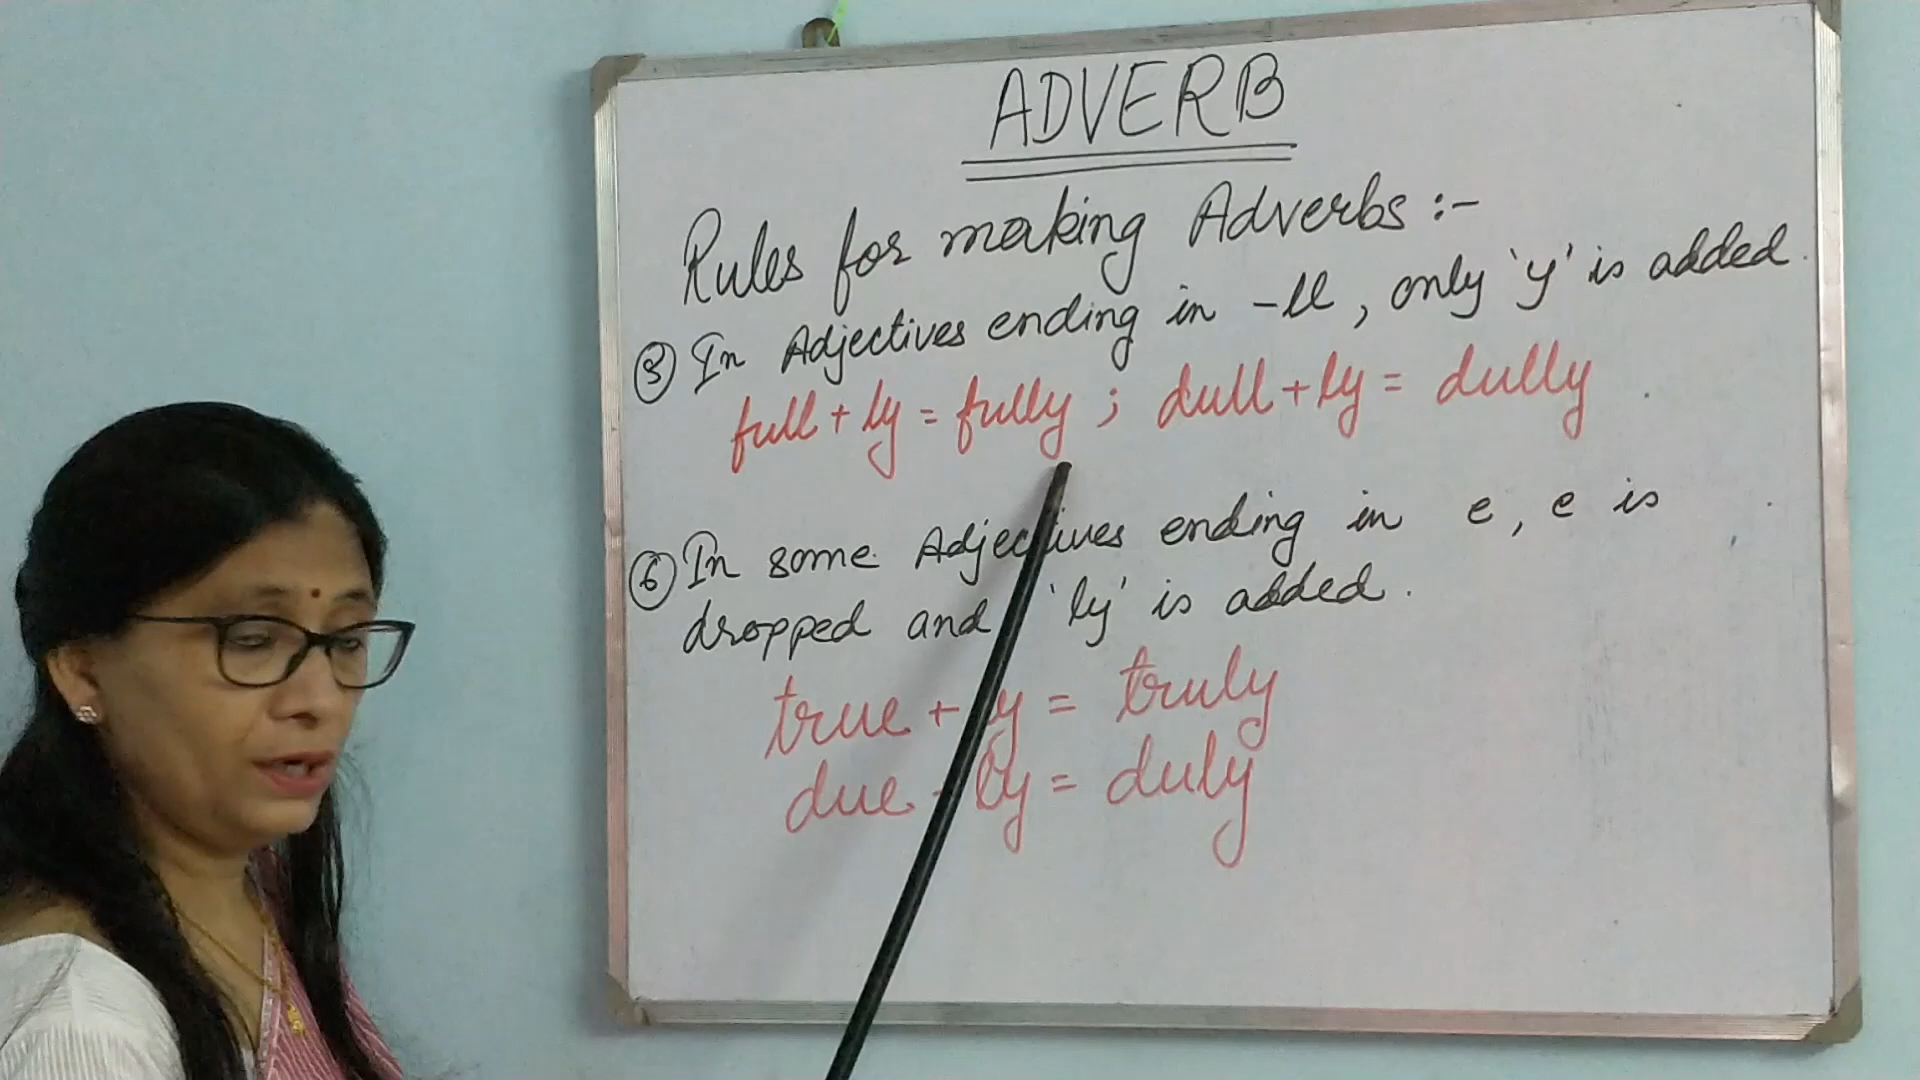 ADVERB
Rules for making Adverbs :-
⑤ In Adjectives ending in -ll, only 'y' is added.
full + ly = fully ; dull + ly = dully
⑥ In some Adjectives ending in e, e is
dropped and 'ly' is added.
true + ly = truly
due + ly = duly